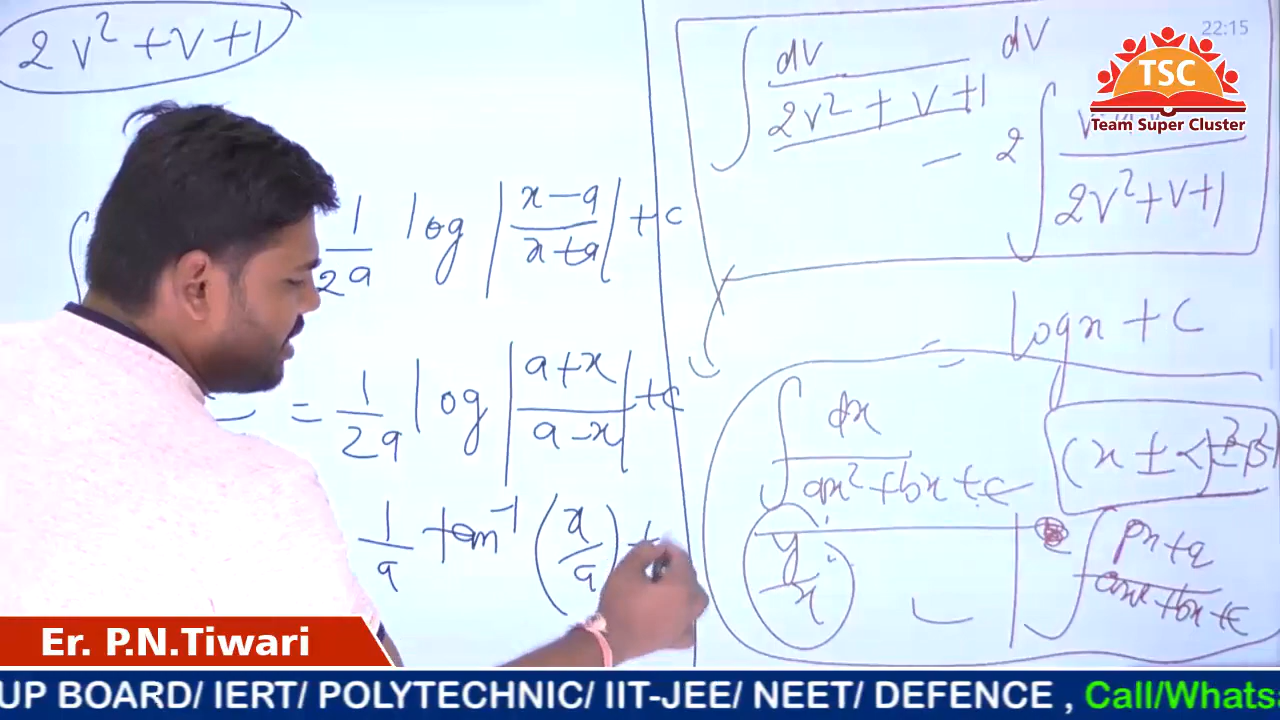 2v² + v + 1
∫ 1/2a log |x-a / x+a| + c
= 1/2a log |a+x / a-x| + c
1/a tan⁻¹ (x/a) +
22:15
TSC
Team Super Cluster
∫ dv / 2v² + v + 1
dv
- 2 ∫ / 2v² + v + 1
= log x + c
∫ dx / ax² + bx + c
y/x
∫ px + q / ax² + bx + c
Er. P.N.Tiwari
UP BOARD/ IERT/ POLYTECHNIC/ IIT-JEE/ NEET/ DEFENCE , Call/Whats